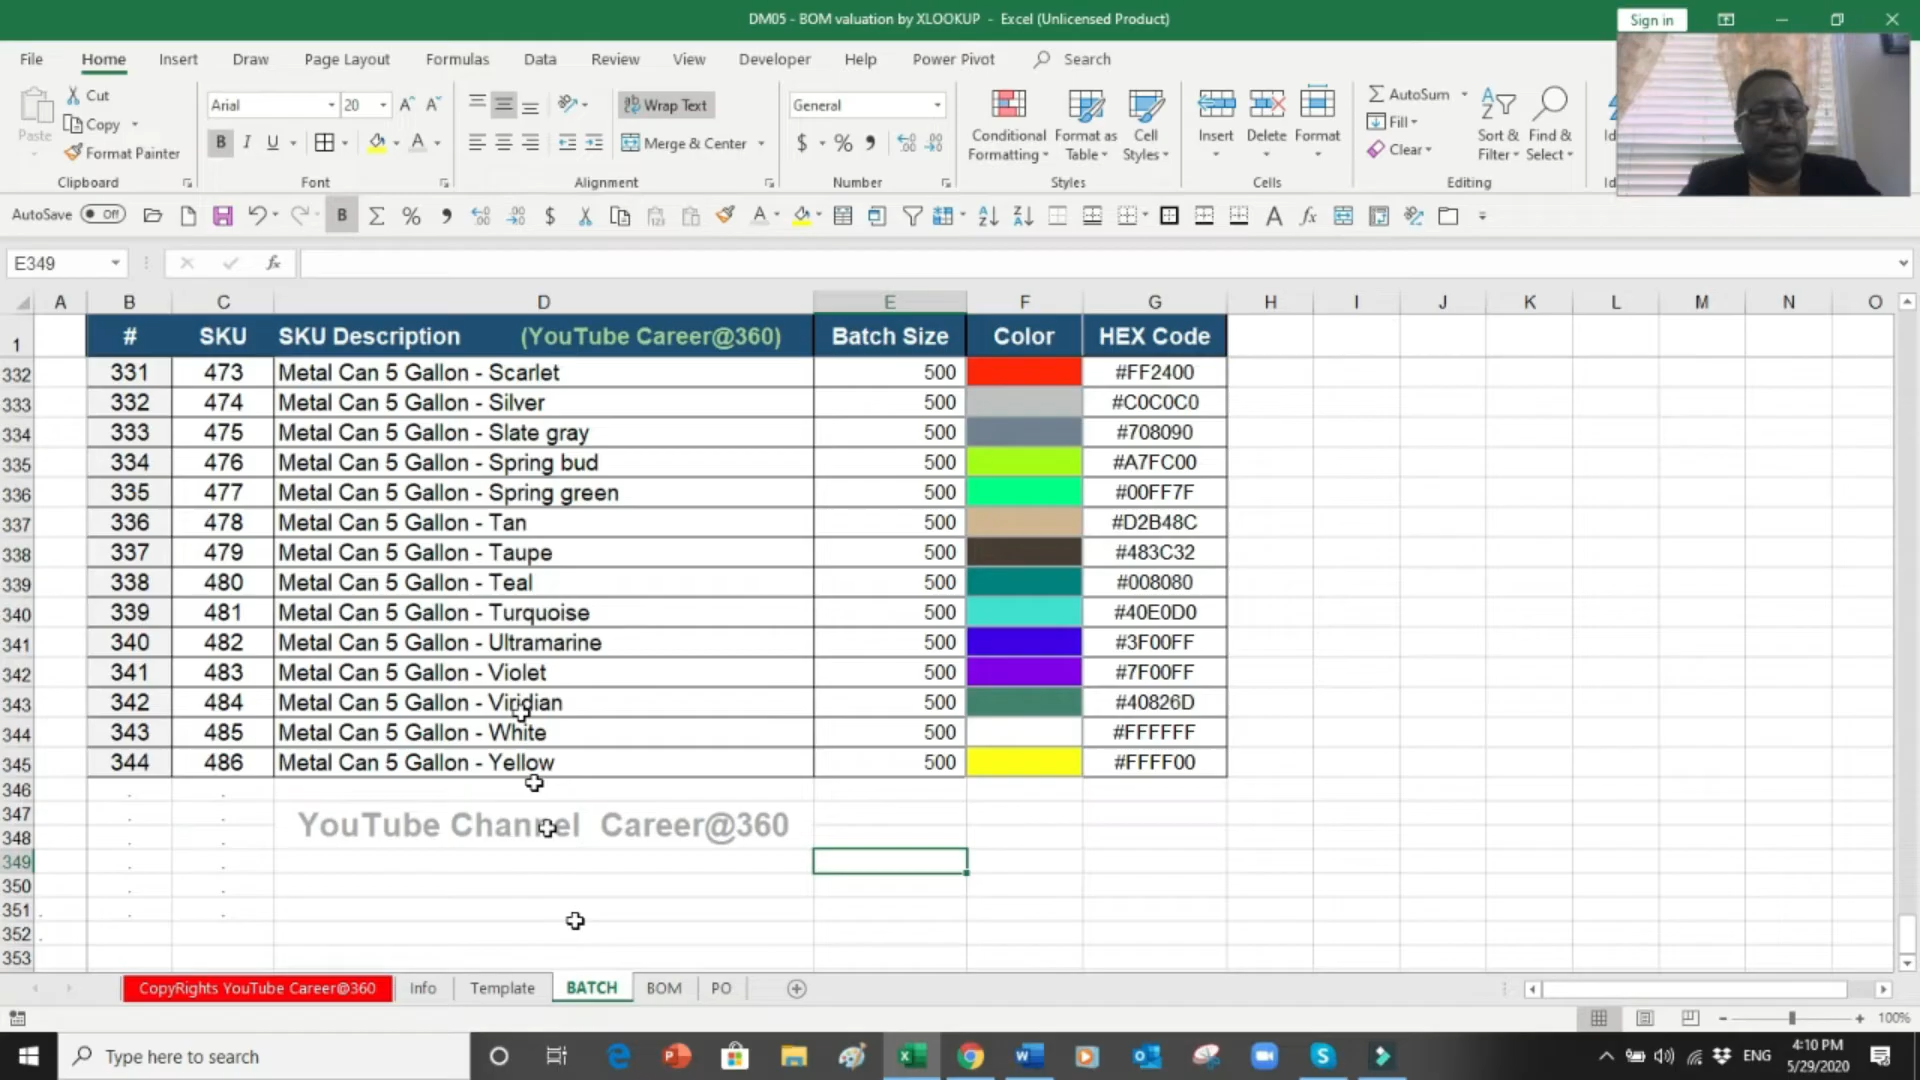 DM05 - BOM valuation by XLOOKUP - Excel (Unlicensed Product)
Sign in
File Home Insert Draw Page Layout Formulas Data Review View Developer Help Power Pivot Search
Paste
Cut
Copy
Format Painter
Clipboard
Arial 20
B I U
Font
Wrap Text
Merge & Center
Alignment
General
$ % ,
Number
Conditional Formatting
Format as Table
Cell Styles
Styles
Insert Delete Format
Cells
AutoSum
Fill
Clear
Sort & Filter
Find & Select
Editing
AutoSave Off
E349
fx
A B C D E F G H I J K L M N O
1 # SKU SKU Description (YouTube Career@360) Batch Size Color HEX Code
332 331 473 Metal Can 5 Gallon - Scarlet 500 #FF2400
333 332 474 Metal Can 5 Gallon - Silver 500 #C0C0C0
334 333 475 Metal Can 5 Gallon - Slate gray 500 #708090
335 334 476 Metal Can 5 Gallon - Spring bud 500 #A7FC00
336 335 477 Metal Can 5 Gallon - Spring green 500 #00FF7F
337 336 478 Metal Can 5 Gallon - Tan 500 #D2B48C
338 337 479 Metal Can 5 Gallon - Taupe 500 #483C32
339 338 480 Metal Can 5 Gallon - Teal 500 #008080
340 339 481 Metal Can 5 Gallon - Turquoise 500 #40E0D0
341 340 482 Metal Can 5 Gallon - Ultramarine 500 #3F00FF
342 341 483 Metal Can 5 Gallon - Violet 500 #7F00FF
343 342 484 Metal Can 5 Gallon - Viridian 500 #40826D
344 343 485 Metal Can 5 Gallon - White 500 #FFFFFF
345 344 486 Metal Can 5 Gallon - Yellow 500 #FFFF00
346
347
YouTube Channel Career@360
348
349
350
351
352
353
CopyRights YouTube Career@360 Info Template BATCH BOM PO
100%
Type here to search
ENG
4:10 PM
5/29/2020